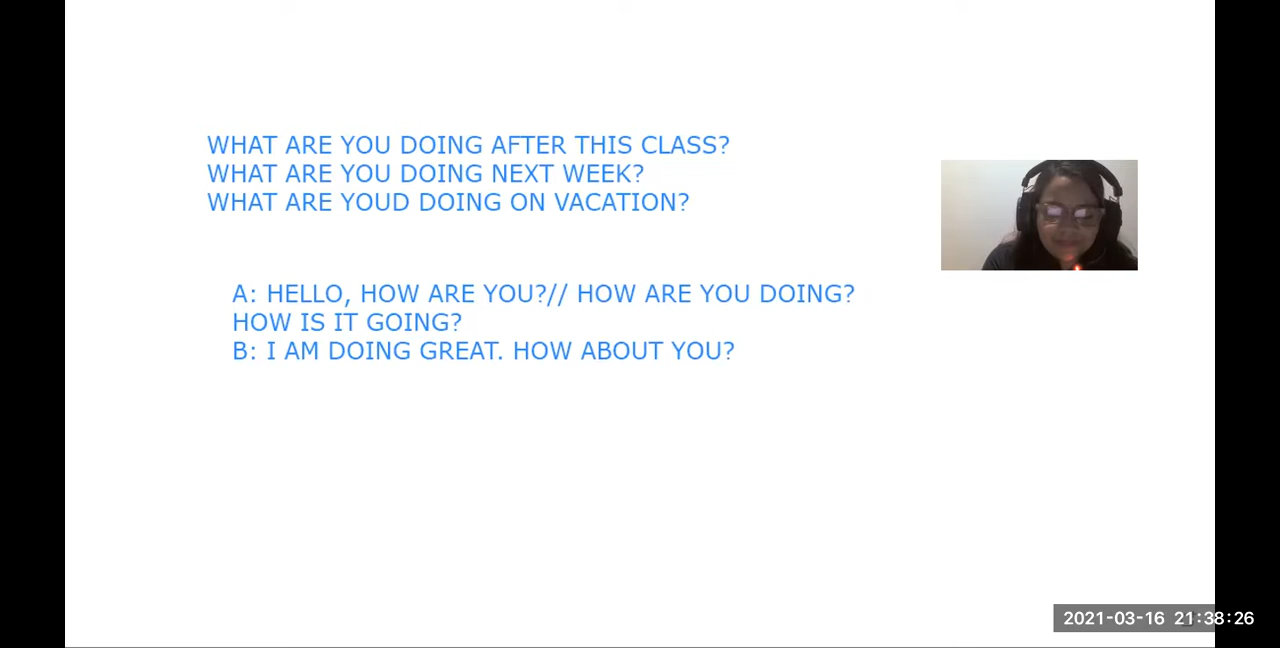 WHAT ARE YOU DOING AFTER THIS CLASS?
WHAT ARE YOU DOING NEXT WEEK?
WHAT ARE YOUD DOING ON VACATION?
A: HELLO, HOW ARE YOU?// HOW ARE YOU DOING?
HOW IS IT GOING?
B: I AM DOING GREAT. HOW ABOUT YOU?
2021-03-16 21:38:26